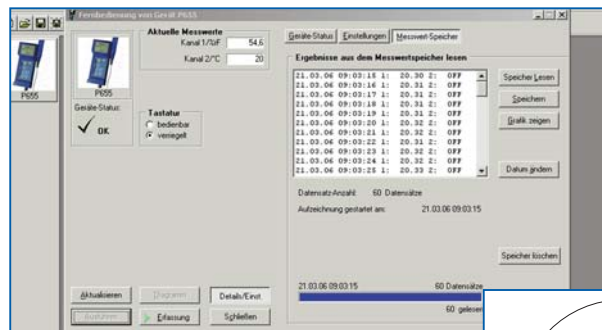 Fernbedienung von Gerät P655
P655
P655
Geräte-Status:
OK
Aktuelle Messwerte
Kanal 1/%rF 54,6
Kanal 2/°C 20
Tastatur
bedienbar
verriegelt
Aktualisieren
Diagramm
Details/Einst.
Ausführen
Erfassung
Schließen
Geräte-Status Einstellungen Messwert-Speicher
Ergebnisse aus dem Messwertspeicher lesen
21.03.06 09:03:15 1: 20.30 2: OFF
21.03.06 09:03:16 1: 20.31 2: OFF
21.03.06 09:03:17 1: 20.31 2: OFF
21.03.06 09:03:18 1: 20.31 2: OFF
21.03.06 09:03:19 1: 20.31 2: OFF
21.03.06 09:03:20 1: 20.32 2: OFF
21.03.06 09:03:21 1: 20.32 2: OFF
21.03.06 09:03:22 1: 20.31 2: OFF
21.03.06 09:03:23 1: 20.32 2: OFF
21.03.06 09:03:24 1: 20.32 2: OFF
21.03.06 09:03:25 1: 20.33 2: OFF
Speicher Lesen
Speichern
Grafik zeigen
Datum ändern
Datensatz-Anzahl: 60 Datensätze
Aufzeichnung gestartet am: 21.03.06 09:03:15
Speicher löschen
21.03.06 09:03:15 60 Datensätze
60 gelesen